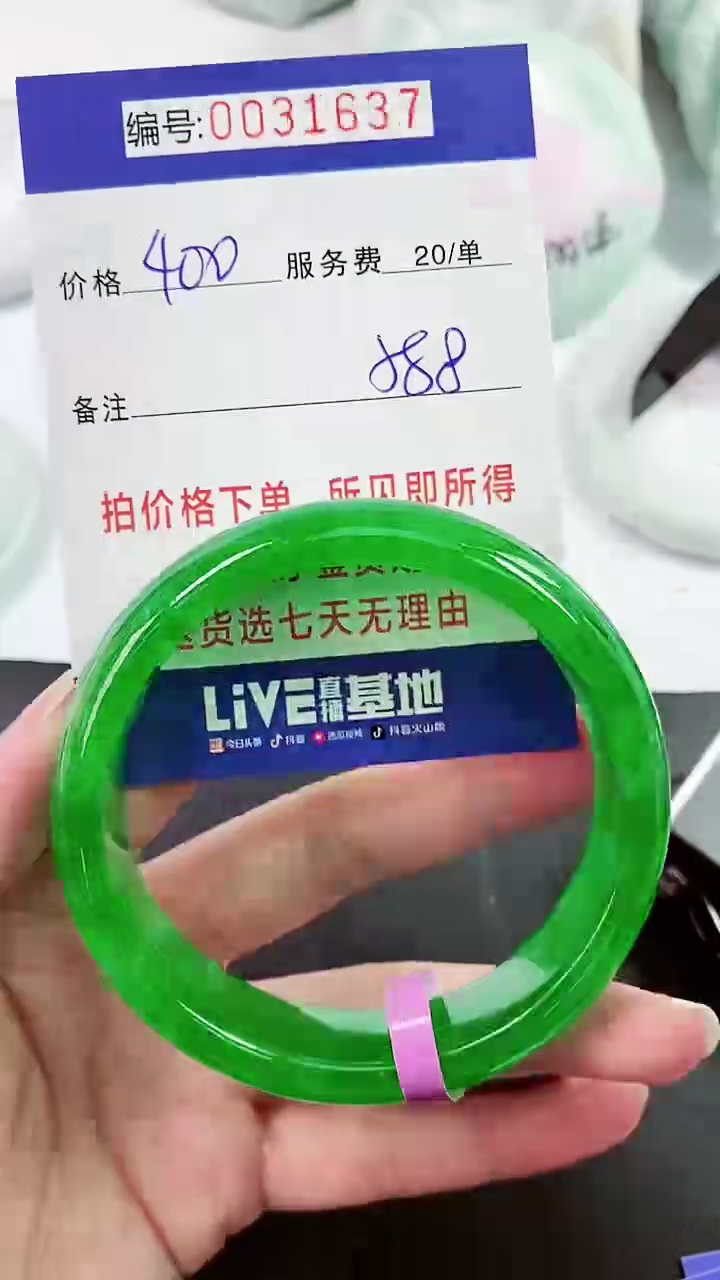 编号:0031637
价格 400 服务费 20/单
备注 888
拍价格下单 所见即所得
货选七天无理由
LiVE直播基地
今日头条 抖音 西瓜视频 抖音火山版